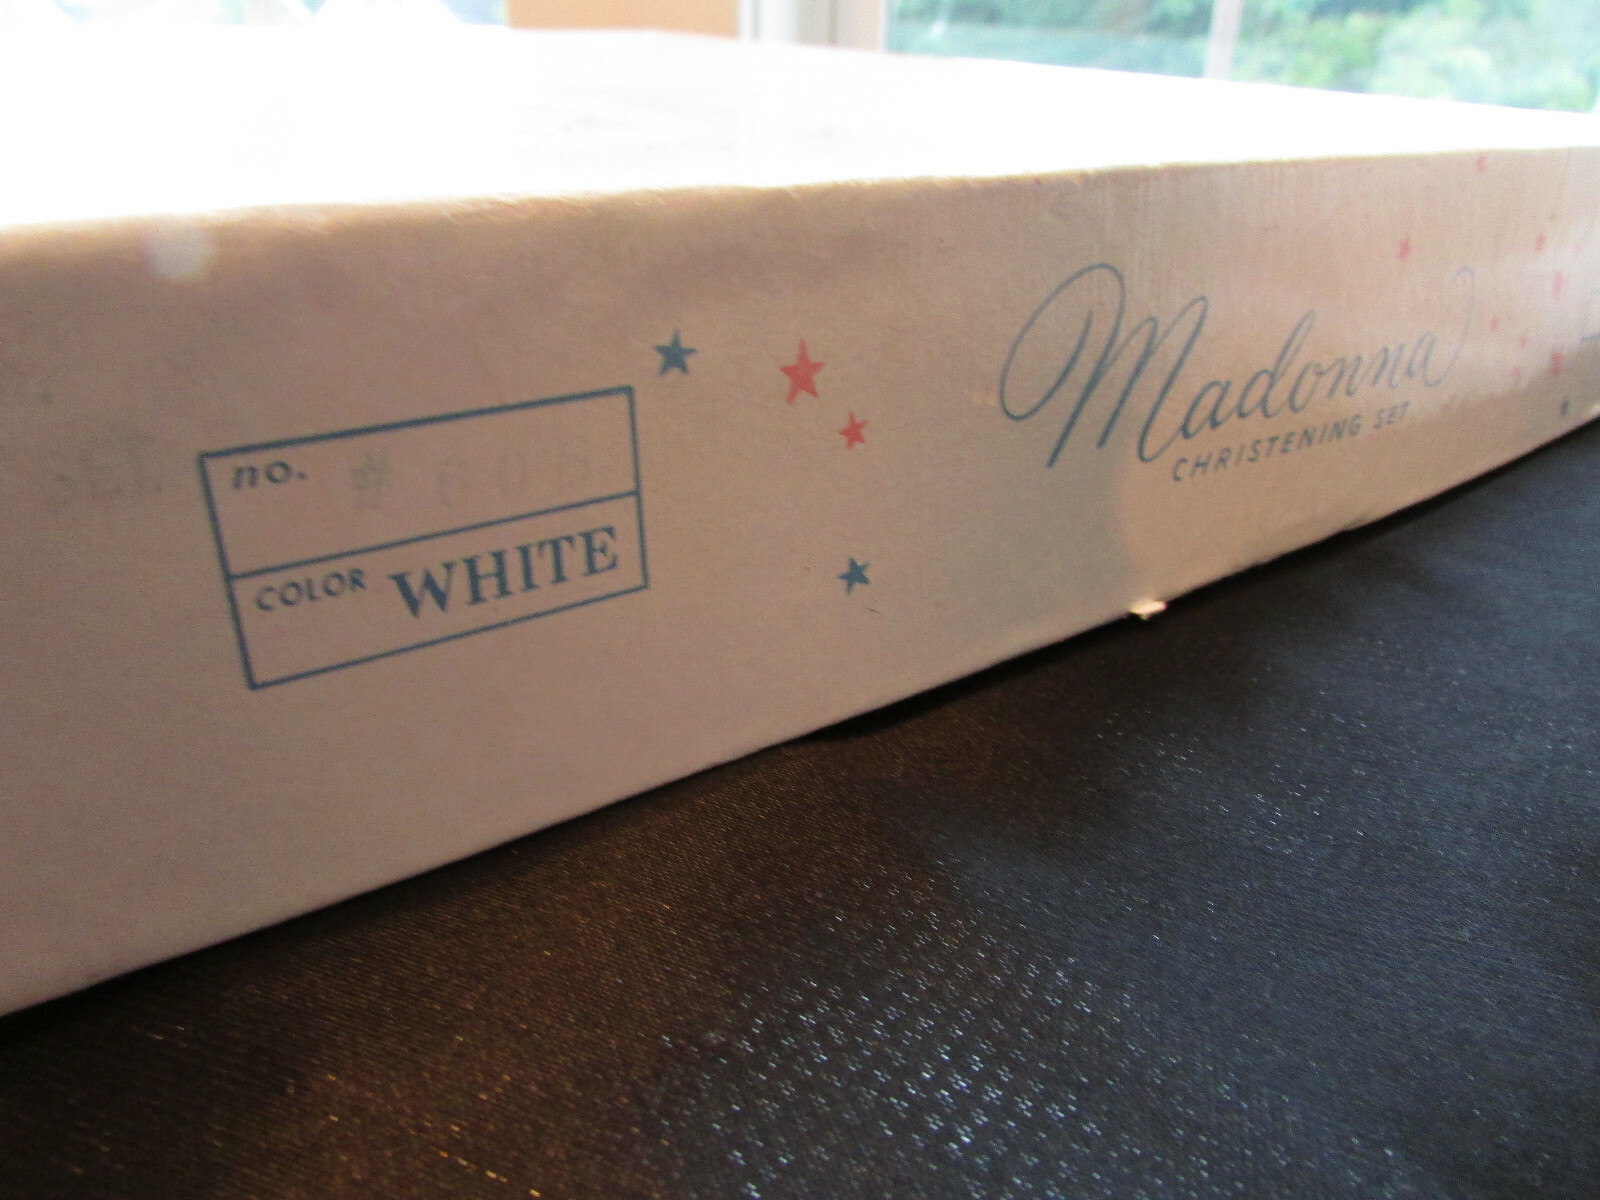 no.
COLOR WHITE
Madonna
CHRISTENING SET